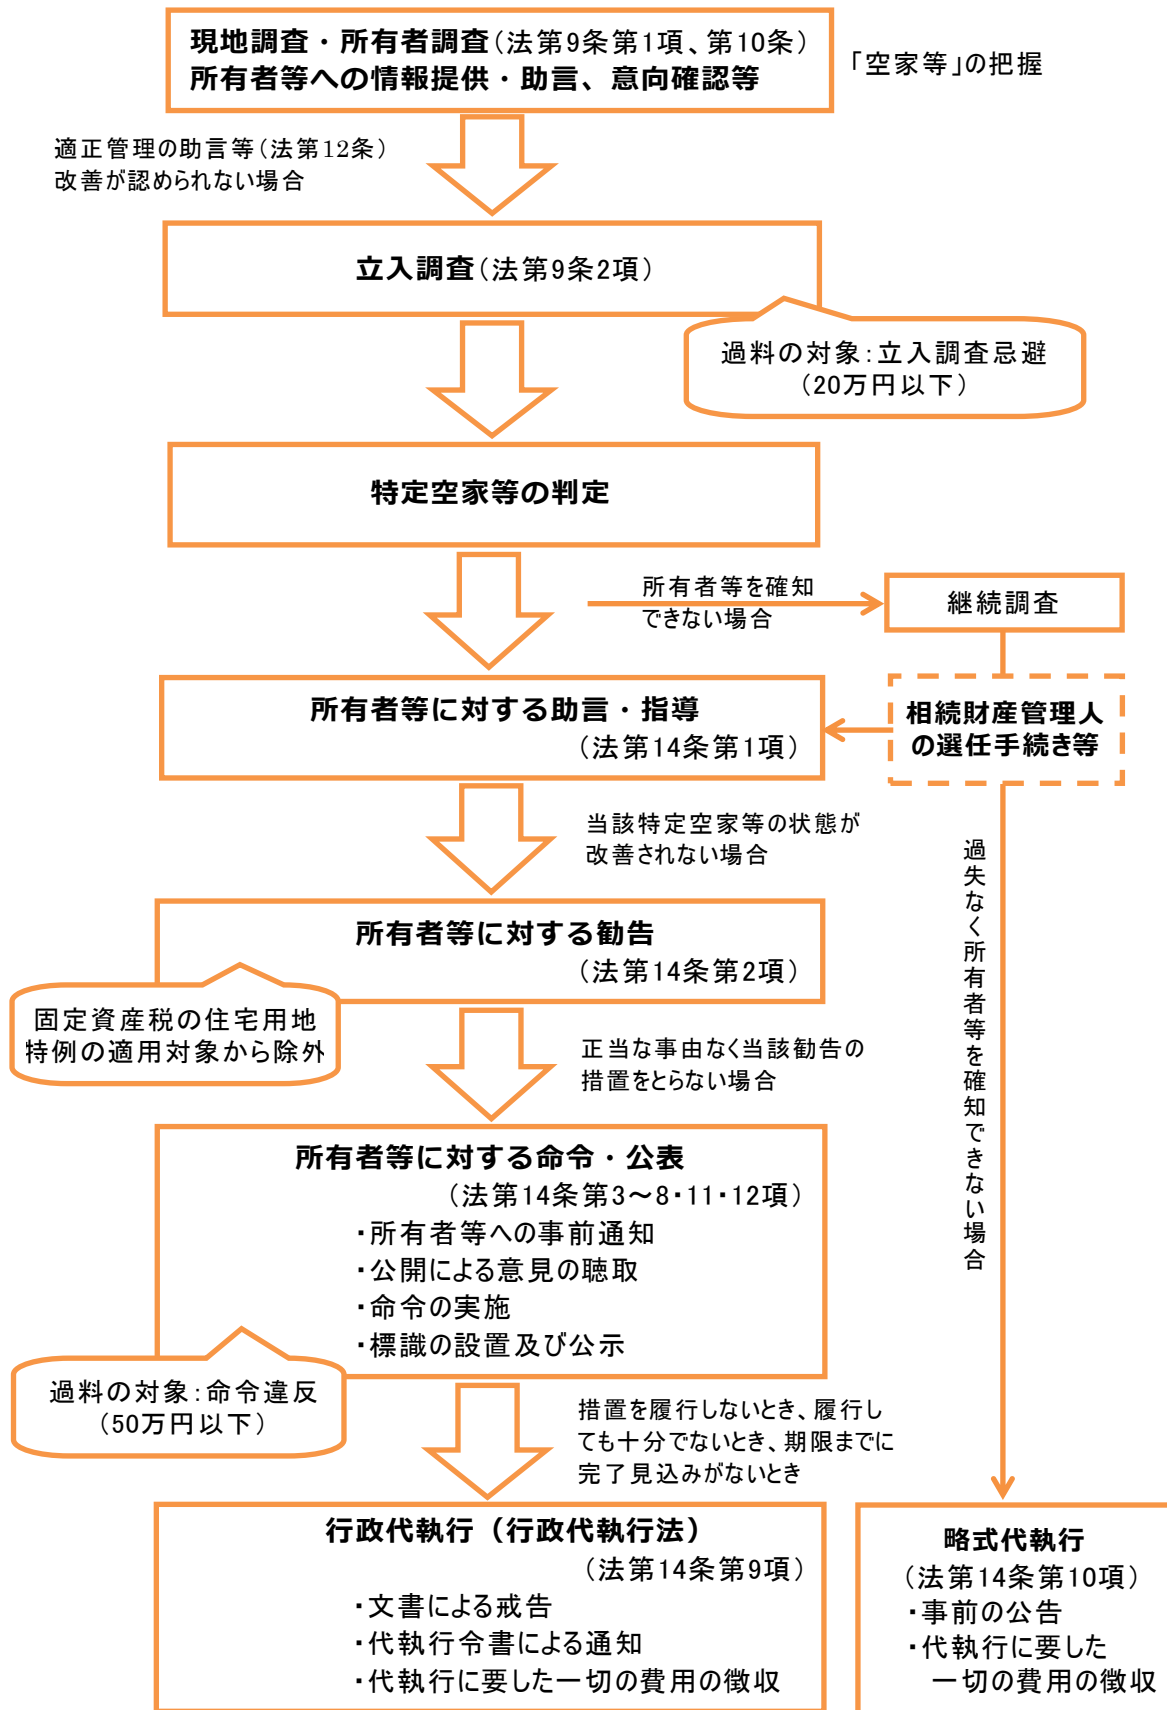 現地調査・所有者調査(法第9条第1項、第10条)
所有者等への情報提供・助言、意向確認等
「空家等」の把握
適正管理の助言等(法第12条)
改善が認められない場合
立入調査(法第9条2項)
過料の対象:立入調査忌避
(20万円以下)
特定空家等の判定
所有者等を確知
できない場合
継続調査
所有者等に対する助言・指導
(法第14条第1項)
相続財産管理人
の選任手続き等
当該特定空家等の状態が
改善されない場合
過失なく所有者等を確知できない場合
所有者等に対する勧告
(法第14条第2項)
固定資産税の住宅用地
特例の適用対象から除外
正当な事由なく当該勧告の
措置をとらない場合
所有者等に対する命令・公表
(法第14条第3～8・11・12項)
・所有者等への事前通知
・公開による意見の聴取
・命令の実施
・標識の設置及び公示
過料の対象:命令違反
(50万円以下)
措置を履行しないとき、履行し
ても十分でないとき、期限までに
完了見込みがないとき
行政代執行(行政代執行法)
(法第14条第9項)
・文書による戒告
・代執行令書による通知
・代執行に要した一切の費用の徴収
略式代執行
(法第14条第10項)
・事前の公告
・代執行に要した
一切の費用の徴収